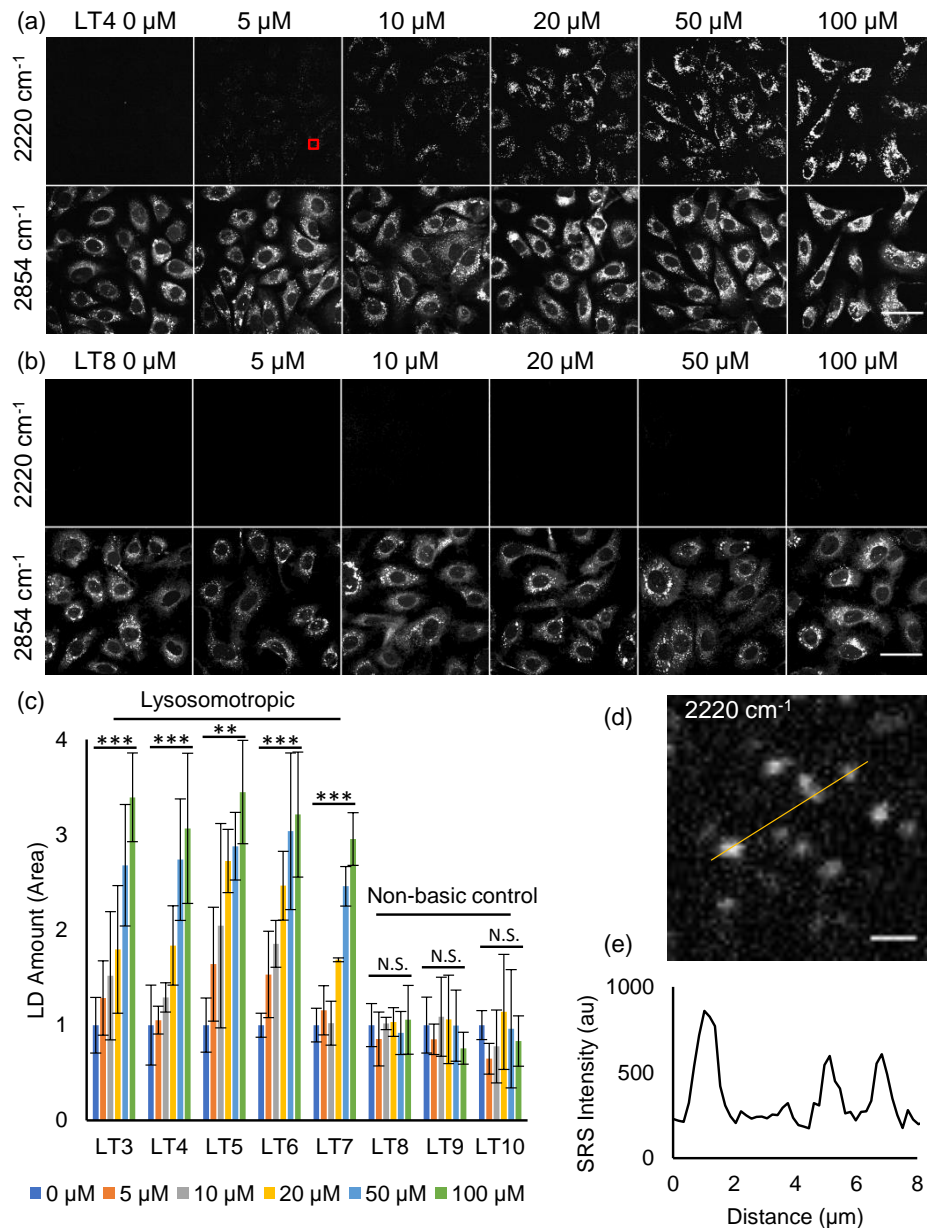 (a) LT4 0 µM 5 µM 10 µM 20 µM 50 µM 100 µM
2220 cm-1
2854 cm-1
(b) LT8 0 µM 5 µM 10 µM 20 µM 50 µM 100 µM
2220 cm-1
2854 cm-1
(c)
Lysosomotropic
*** *** ** *** ***
Non-basic control
N.S. N.S. N.S.
LD Amount (Area)
4
3
2
1
0
LT3 LT4 LT5 LT6 LT7 LT8 LT9 LT10
0 µM 5 µM 10 µM 20 µM 50 µM 100 µM
(d) 2220 cm-1
(e)
SRS Intensity (au)
1000
500
0
0 2 4 6 8
Distance (µm)